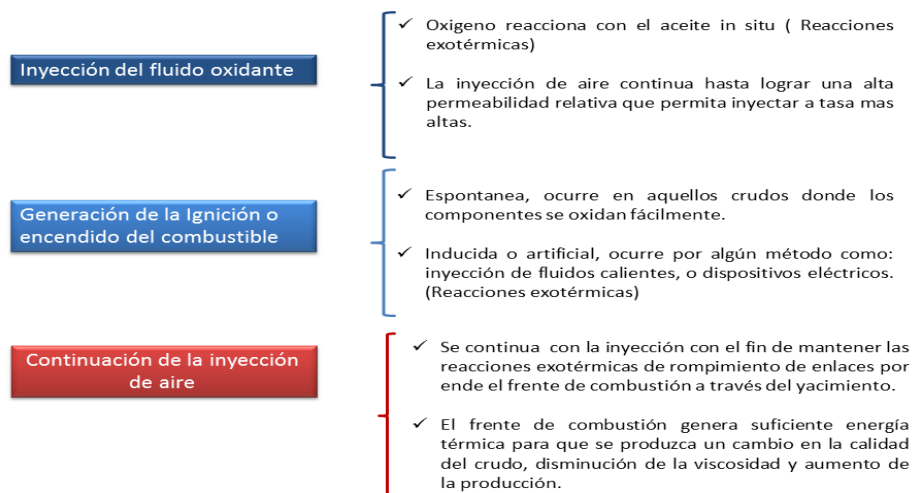 Inyección del fluido oxidante
✓ Oxigeno reacciona con el aceite in situ ( Reacciones
exotérmicas)
✓ La inyección de aire continua hasta lograr una alta
permeabilidad relativa que permita inyectar a tasa mas
altas.
Generación de la Ignición o
encendido del combustible
✓ Espontanea, ocurre en aquellos crudos donde los
componentes se oxidan fácilmente.
✓ Inducida o artificial, ocurre por algún método como:
inyección de fluidos calientes, o dispositivos eléctricos.
(Reacciones exotérmicas)
Continuación de la inyección
de aire
✓ Se continua con la inyección con el fin de mantener las
reacciones exotérmicas de rompimiento de enlaces por
ende el frente de combustión a través del yacimiento.
✓ El frente de combustión genera suficiente energía
térmica para que se produzca un cambio en la calidad
del crudo, disminución de la viscosidad y aumento de
la producción.